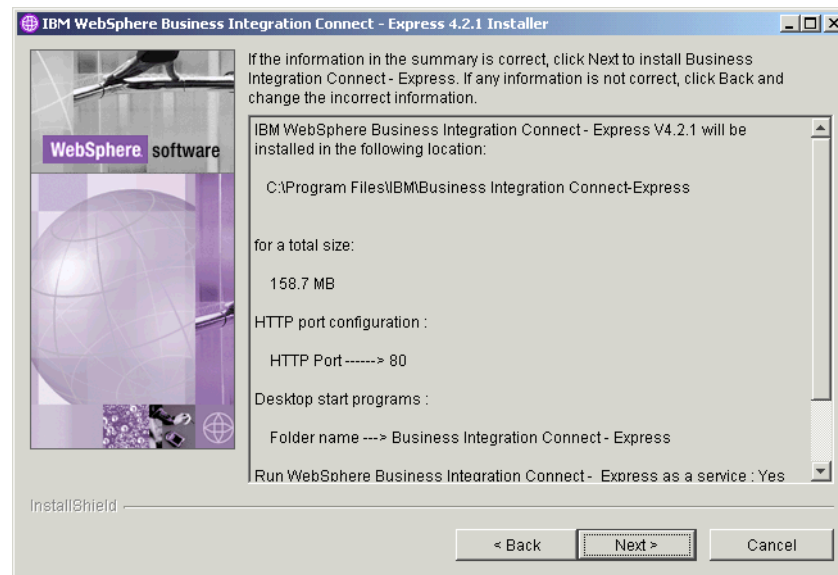 IBM WebSphere Business Integration Connect - Express 4.2.1 Installer
If the information in the summary is correct, click Next to install Business
Integration Connect - Express. If any information is not correct, click Back and
change the incorrect information.
WebSphere software
IBM WebSphere Business Integration Connect - Express V4.2.1 will be
installed in the following location:
C:\Program Files\IBM\Business Integration Connect-Express
for a total size:
158.7 MB
HTTP port configuration :
HTTP Port ------> 80
Desktop start programs :
Folder name ---> Business Integration Connect - Express
Run WebSphere Business Integration Connect - Express as a service : Yes
InstallShield
< Back
Next >
Cancel